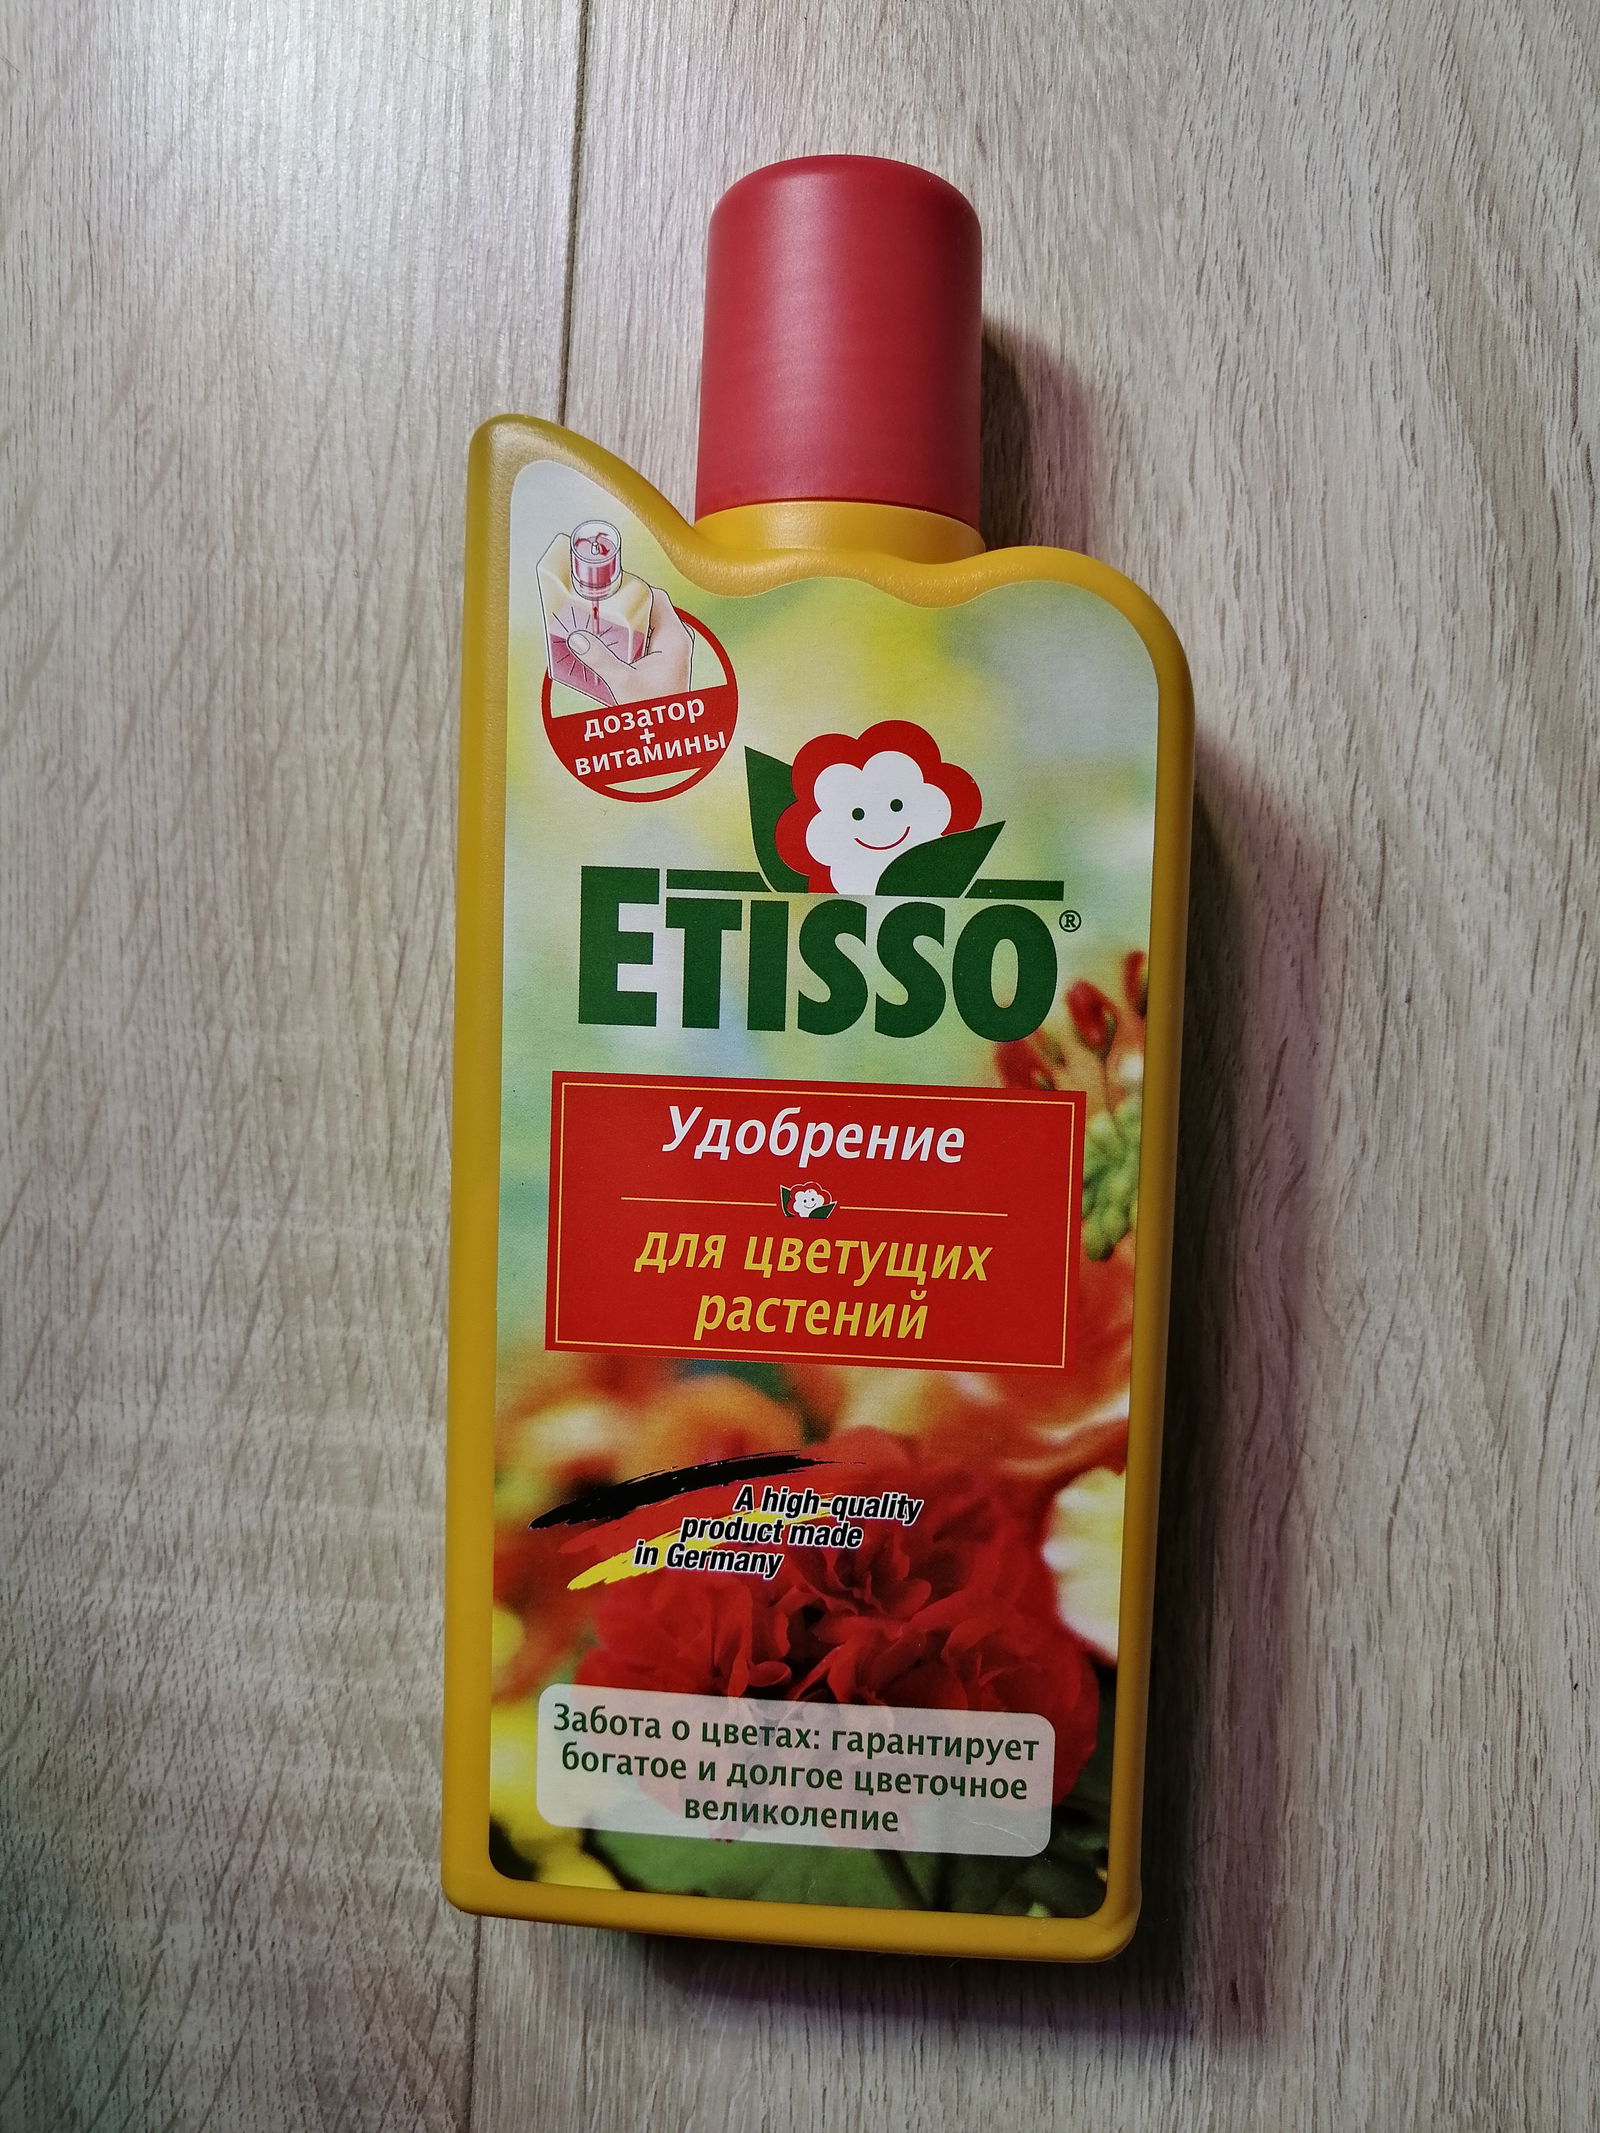 дозатор
+
витамины
ETISSO®
Удобрение
для цветущих
растений
A high-quality
product made
in Germany
Забота о цветах: гарантирует
богатое и долгое цветочное
великолепие